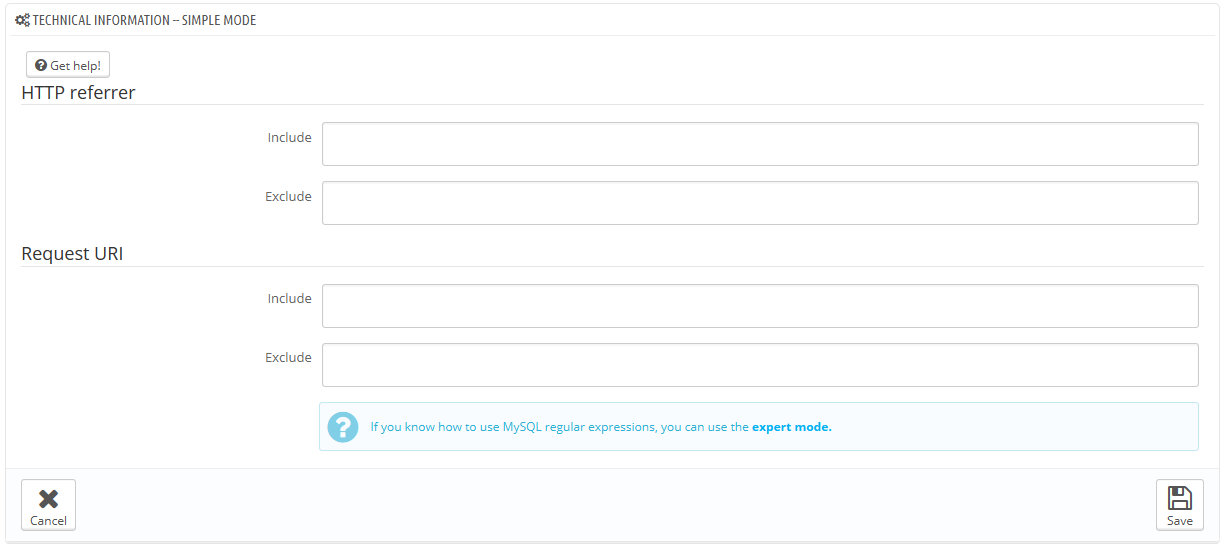 TECHNICAL INFORMATION -- SIMPLE MODE
Get help!
HTTP referrer
Include
Exclude
Request URI
Include
Exclude
If you know how to use MySQL regular expressions, you can use the expert mode.
Cancel
Save